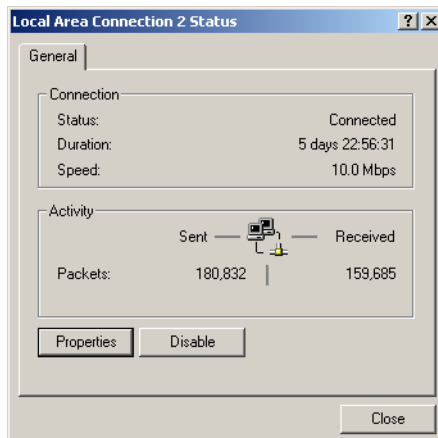 Local Area Connection 2 Status
General
Connection
Status: Connected
Duration: 5 days 22:56:31
Speed: 10.0 Mbps
Activity
Sent Received
Packets: 180,832 159,685
Properties Disable
Close